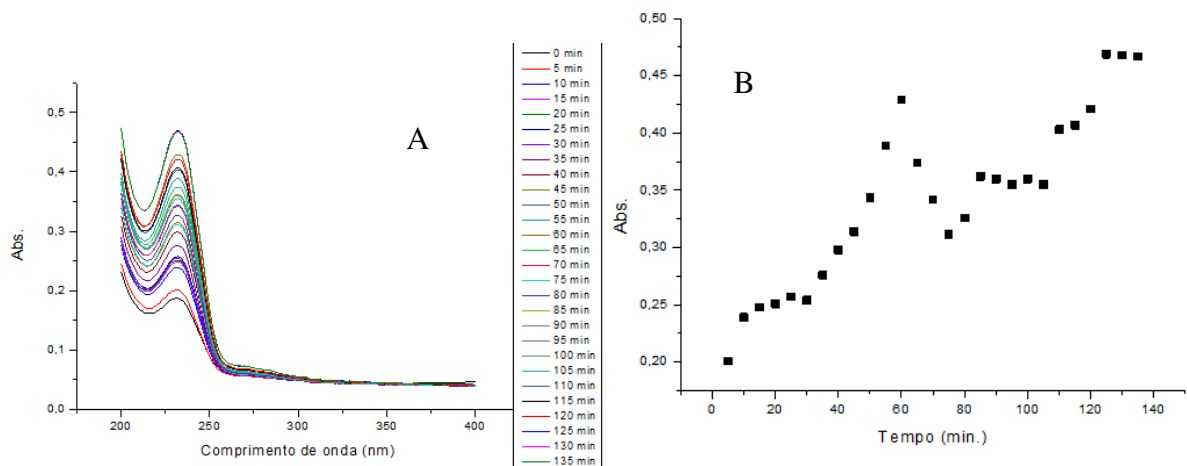 A
Abs.
0,5
0,4
0,3
0,2
0,1
0,0
200
250
300
350
400
Comprimento de onda (nm)
0 min
5 min
10 min
15 min
20 min
25 min
30 min
35 min
40 min
45 min
50 min
55 min
60 min
65 min
70 min
75 min
80 min
85 min
90 min
95 min
100 min
105 min
110 min
115 min
120 min
125 min
130 min
135 min
B
Abs.
0,50
0,45
0,40
0,35
0,30
0,25
0,20
0
20
40
60
80
100
120
140
Tempo (min.)